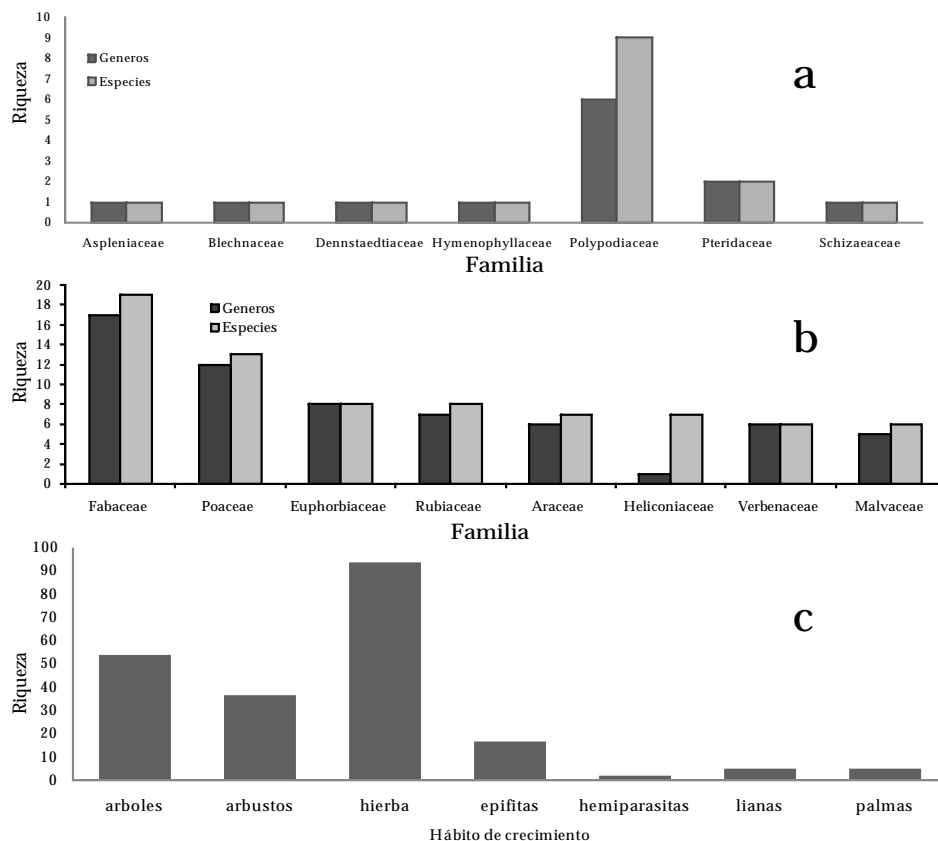 10
9
8
7
6
5
4
3
2
1
0
Riqueza
Generos
Especies
a
Aspleniaceae Blechnaceae Dennstaedtiaceae Hymenophyllaceae Polypodiaceae Pteridaceae Schizaeaceae
Familia
20
18
16
14
12
10
8
6
4
2
0
Riqueza
Generos
Especies
b
Fabaceae Poaceae Euphorbiaceae Rubiaceae Araceae Heliconiaceae Verbenaceae Malvaceae
Familia
100
90
80
70
60
50
40
30
20
10
0
Riqueza
c
arboles arbustos hierba epifitas hemiparasitas lianas palmas
Hábito de crecimiento